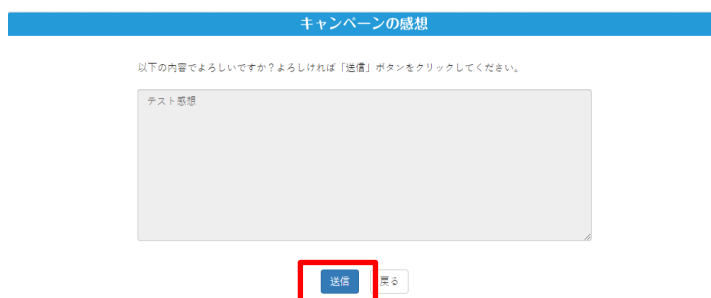 キャンペーンの感想
以下の内容でよろしいですか？よろしければ「送信」ボタンをクリックしてください。
テスト感想
送信 戻る